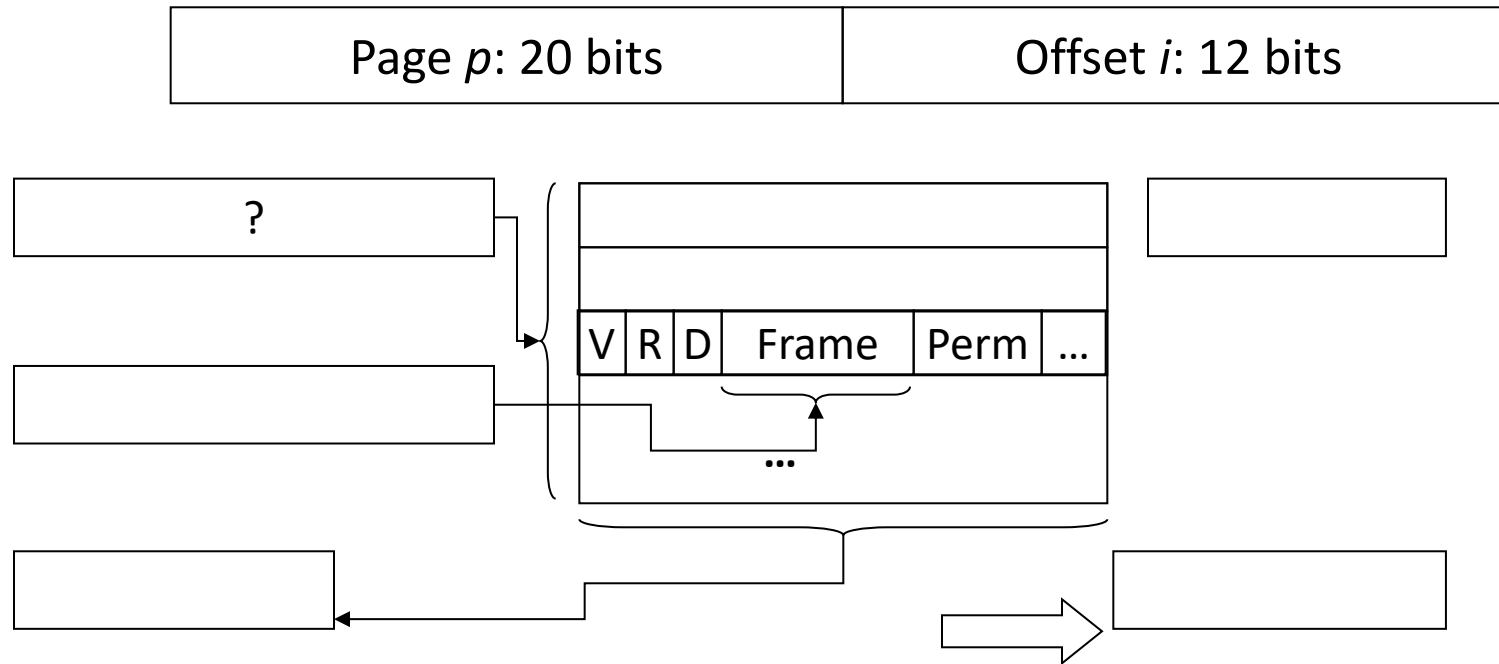 Page p: 20 bits Offset i: 12 bits
?
V R D Frame Perm ...
...